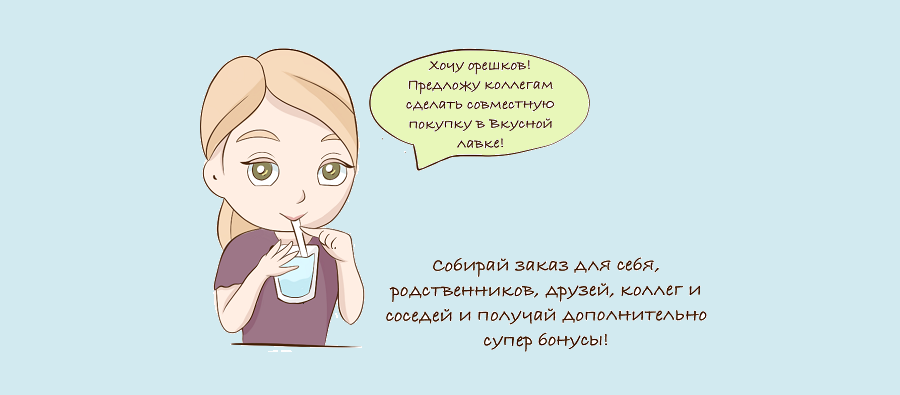 Хочу орешков!
Предложу коллегам
сделать совместную
покупку в Вкусной
лавке!
Собирай заказ для себя,
родственников, друзей, коллег и
соседей и получай дополнительно
супер бонусы!